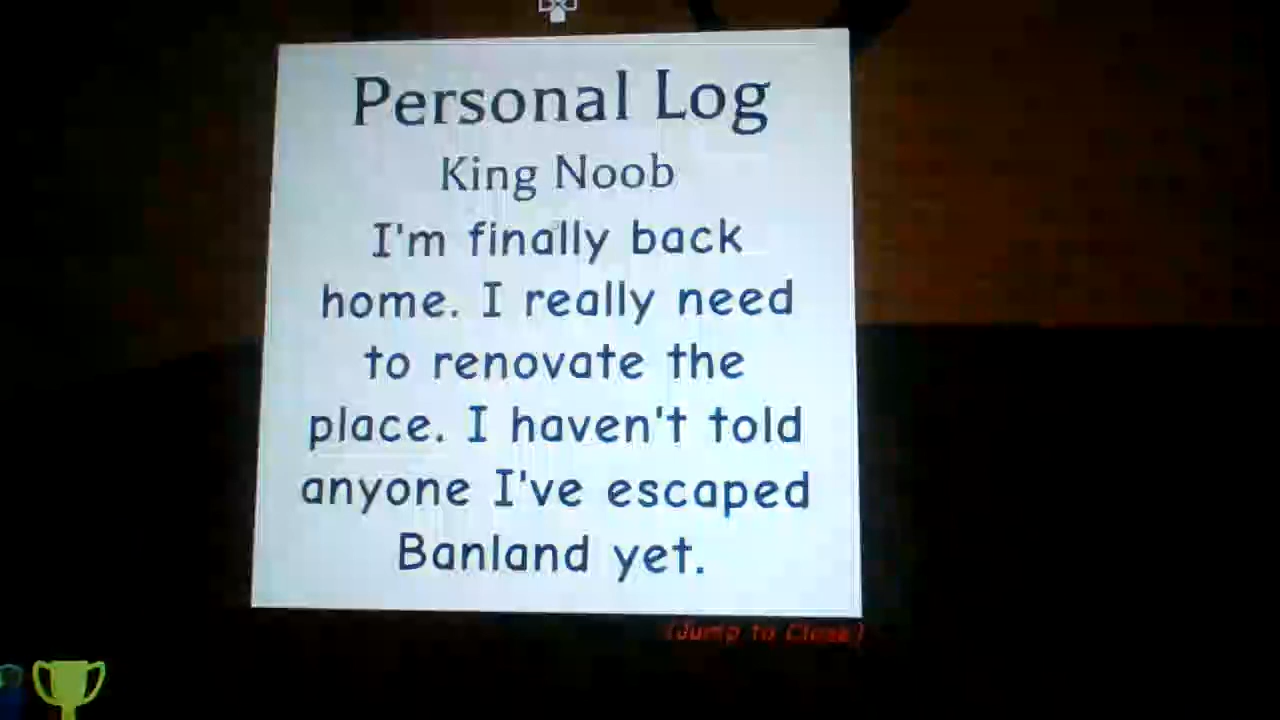 Personal Log
King Noob
I'm finally back
home. I really need
to renovate the
place. I haven't told
anyone I've escaped
Banland yet.
(Jump to Close)